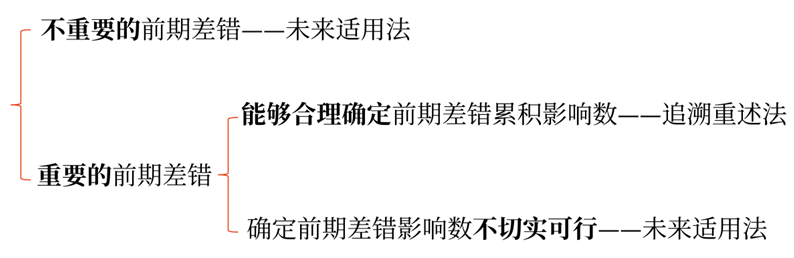 不重要的前期差错——未来适用法
能够合理确定前期差错累积影响数——追溯重述法
重要的前期差错
确定前期差错影响数不切实可行——未来适用法